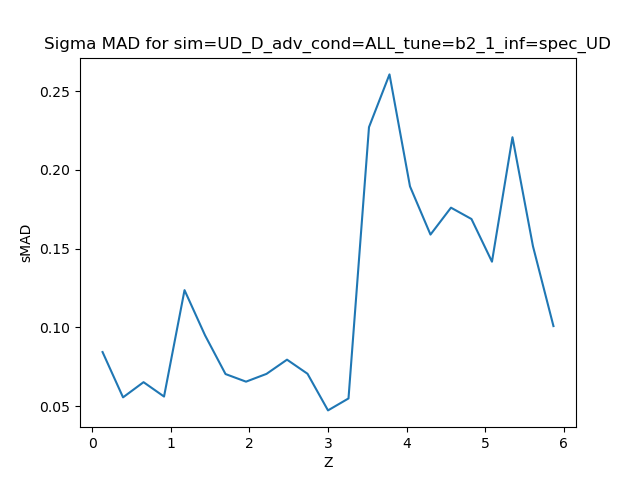 Sigma MAD for sim=UD_D_adv_cond=ALL_tune=b2_1_inf=spec_UD
0.25
0.20
0.15
0.10
0.05
sMAD
0 1 2 3 4 5 6
Z